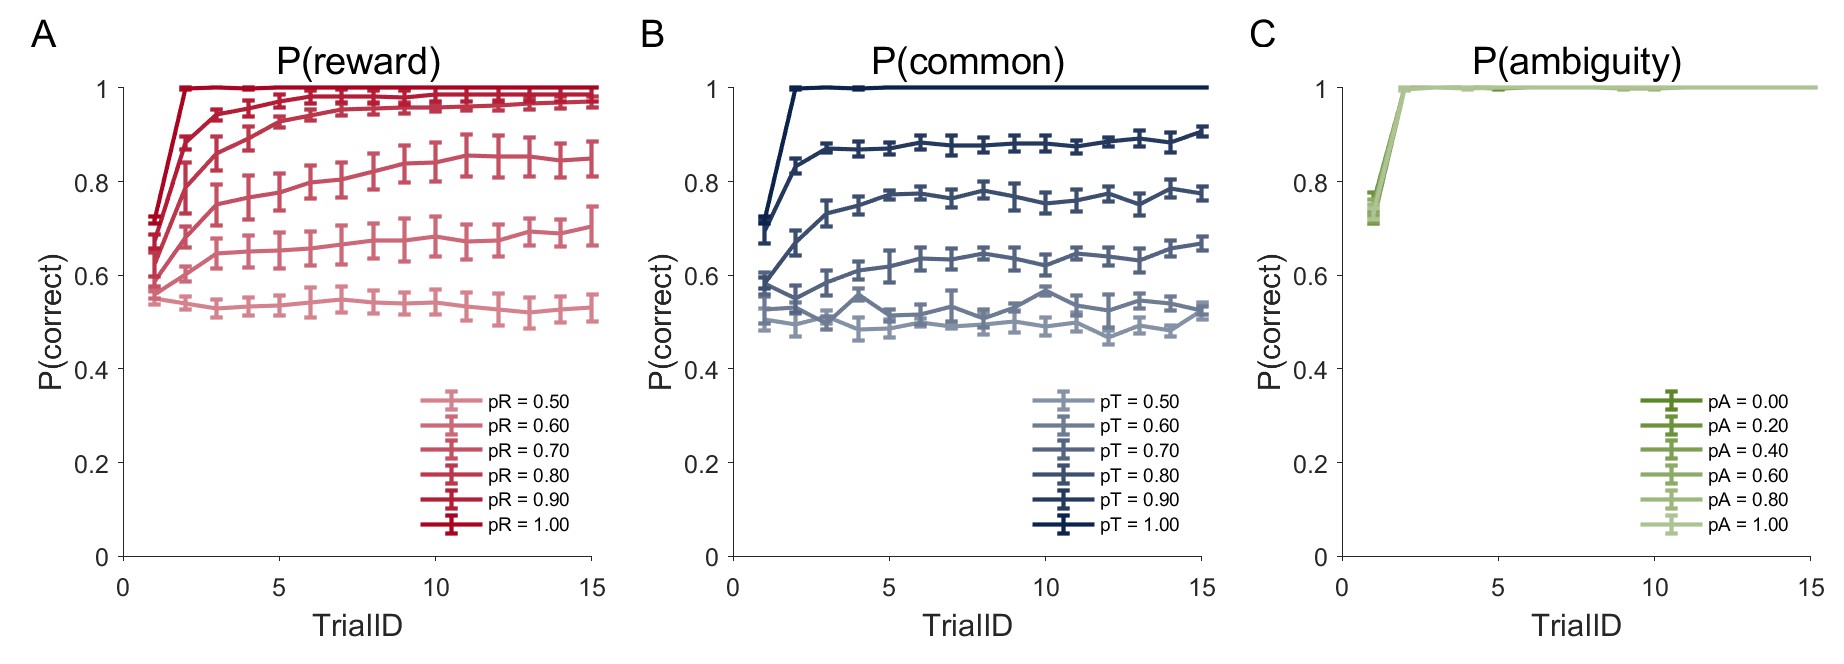 A
P(reward)
1
0.8
0.6
0.4
0.2
0
P(correct)
0
5
10
15
TrialID
pR = 0.50
pR = 0.60
pR = 0.70
pR = 0.80
pR = 0.90
pR = 1.00
B
P(common)
1
0.8
0.6
0.4
0.2
0
P(correct)
0
5
10
15
TrialID
pT = 0.50
pT = 0.60
pT = 0.70
pT = 0.80
pT = 0.90
pT = 1.00
C
P(ambiguity)
1
0.8
0.6
0.4
0.2
0
P(correct)
0
5
10
15
TrialID
pA = 0.00
pA = 0.20
pA = 0.40
pA = 0.60
pA = 0.80
pA = 1.00